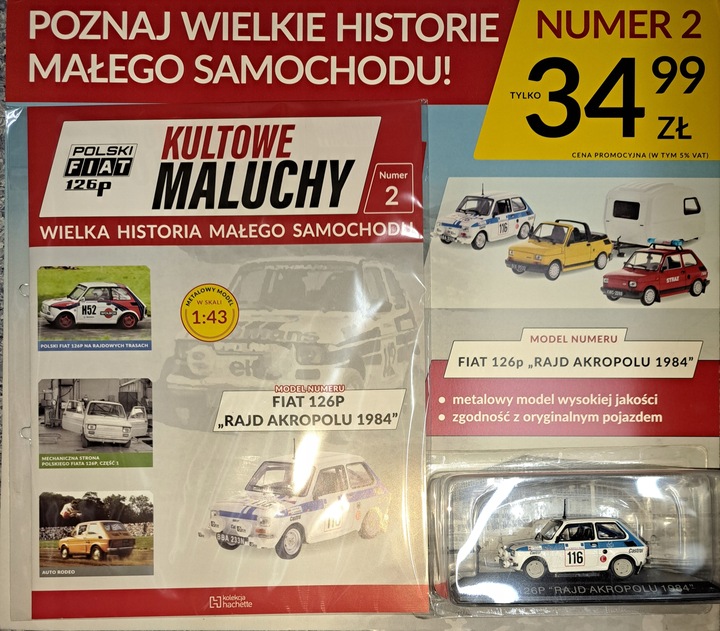 POZNAJ WIELKIE HISTORIE
MAŁEGO SAMOCHODU!
NUMER 2
TYLKO 34 99 ZŁ
CENA PROMOCYJNA (W TYM 5% VAT)
POLSKI
FIAT
126p
KULTOWE
MALUCHY
Numer
2
WIELKA HISTORIA MAŁEGO SAMOCHODU
N52
POLSKI FIAT 126P NA RAJDOWYCH TRASACH
METALOWY MODEL
W SKALI
1:43
MECHANICZNA STRONA
POLSKIEGO FIATA 126P, CZĘŚĆ 1
AUTO RODEO
MODEL NUMERU
FIAT 126P
„RAJD AKROPOLU 1984”
116
BBA 233N
kolekcja
hachette
116
STRAŻ
MODEL NUMERU
FIAT 126p „RAJD AKROPOLU 1984”
• metalowy model wysokiej jakości
• zgodność z oryginalnym pojazdem
116
Castrol
126P "RAJD AKROPOLU 1984"